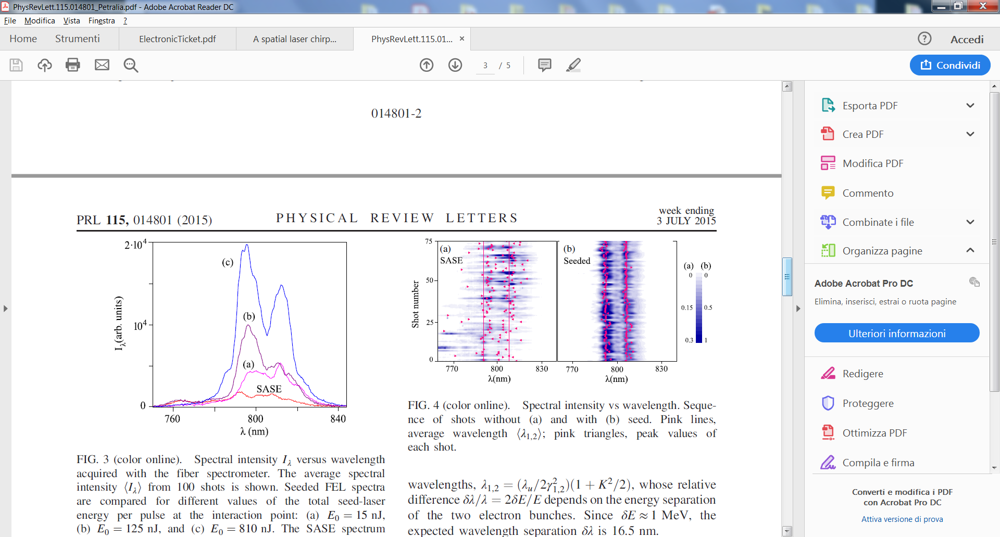 PhysRevLett.115.014801_Petralia.pdf - Adobe Acrobat Reader DC
File Modifica Vista Finestra ?
Home Strumenti ElectronicTicket.pdf A spatial laser chirp... PhysRevLett.115.01... × ? Accedi
3 / 5 Condividi
014801-2
PRL 115, 014801 (2015) PHYSICAL REVIEW LETTERS week ending
3 JULY 2015
2·10⁴
10⁴
0
I_λ(arb. units)
(c)
(b)
(a)
SASE
760 800 840
λ (nm)
FIG. 3 (color online). Spectral intensity I_λ versus wavelength
acquired with the fiber spectrometer. The average spectral
intensity ⟨I_λ⟩ from 100 shots is shown. Seeded FEL spectra
are compared for different values of the total seed-laser
energy per pulse at the interaction point: (a) E₀ = 15 nJ,
(b) E₀ = 125 nJ, and (c) E₀ = 810 nJ. The SASE spectrum
75
50
25
0
Shot number
(a)
SASE
(b)
Seeded
770 800 830 770 800 830
λ(nm) λ(nm)
(a) (b)
0 0
0.15 0.5
0.3 1
FIG. 4 (color online). Spectral intensity vs wavelength. Seque-
nce of shots without (a) and with (b) seed. Pink lines,
average wavelength ⟨λ₁,₂⟩; pink triangles, peak values of
each shot.
wavelengths, λ₁,₂ = (λ_u/2γ²₁,₂)(1 + K²/2), whose relative
difference δλ/λ = 2δE/E depends on the energy separation
of the two electron bunches. Since δE ≈ 1 MeV, the
expected wavelength separation δλ is 16.5 nm.
Esporta PDF
Crea PDF
Modifica PDF
Commento
Combinate i file
Organizza pagine
Adobe Acrobat Pro DC
Elimina, inserisci, estrai o ruota pagine
Ulteriori informazioni
Redigere
Proteggere
Ottimizza PDF
Compila e firma
Converti e modifica i PDF
con Acrobat Pro DC
Attiva versione di prova